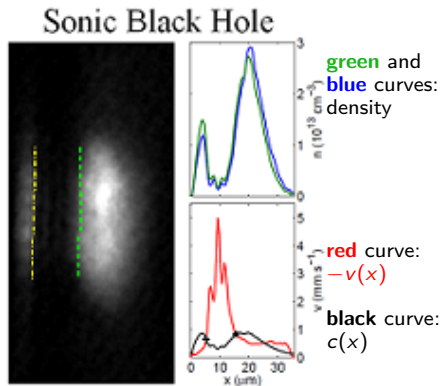 Sonic Black Hole
3
2
1
0
n (10¹³ cm⁻³)
green and
blue curves:
density
5
4
3
2
1
0
v (mm s⁻¹)
0 10 20 30
x (μm)
red curve:
−v(x)
black curve:
c(x)